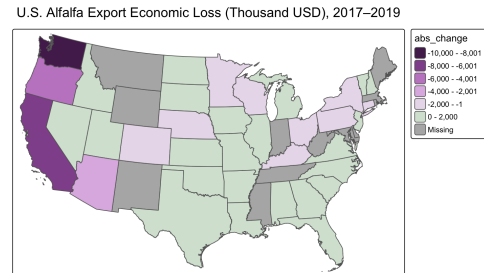 U.S. Alfalfa Export Economic Loss (Thousand USD), 2017–2019
abs_change
-10,000 - -8,001
-8,000 - -6,001
-6,000 - -4,001
-4,000 - -2,001
-2,000 - -1
0 - 2,000
Missing